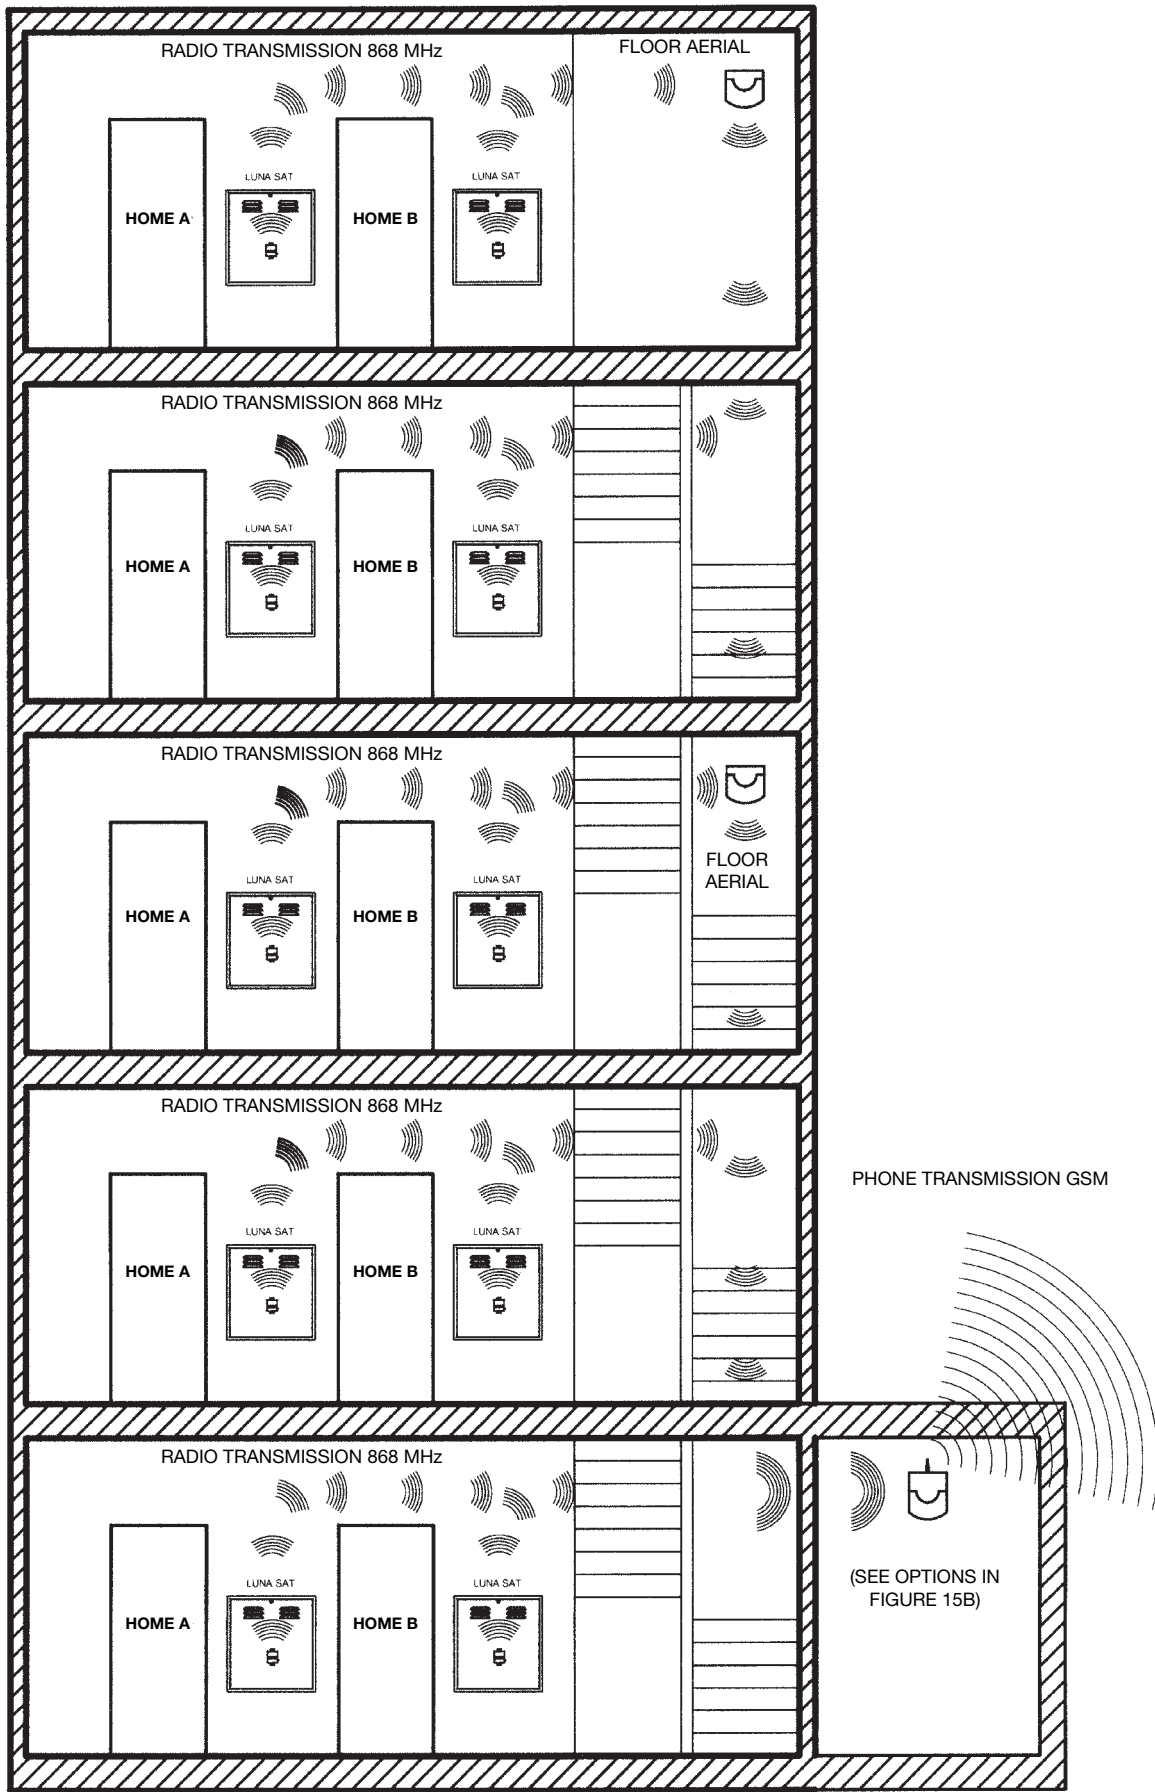 RADIO TRANSMISSION 868 MHz
FLOOR AERIAL
LUNA SAT
LUNA SAT
HOME A
HOME B
RADIO TRANSMISSION 868 MHz
LUNA SAT
LUNA SAT
HOME A
HOME B
RADIO TRANSMISSION 868 MHz
FLOOR
AERIAL
LUNA SAT
LUNA SAT
HOME A
HOME B
RADIO TRANSMISSION 868 MHz
PHONE TRANSMISSION GSM
LUNA SAT
LUNA SAT
HOME A
HOME B
RADIO TRANSMISSION 868 MHz
LUNA SAT
LUNA SAT
HOME A
HOME B
(SEE OPTIONS IN
FIGURE 15B)